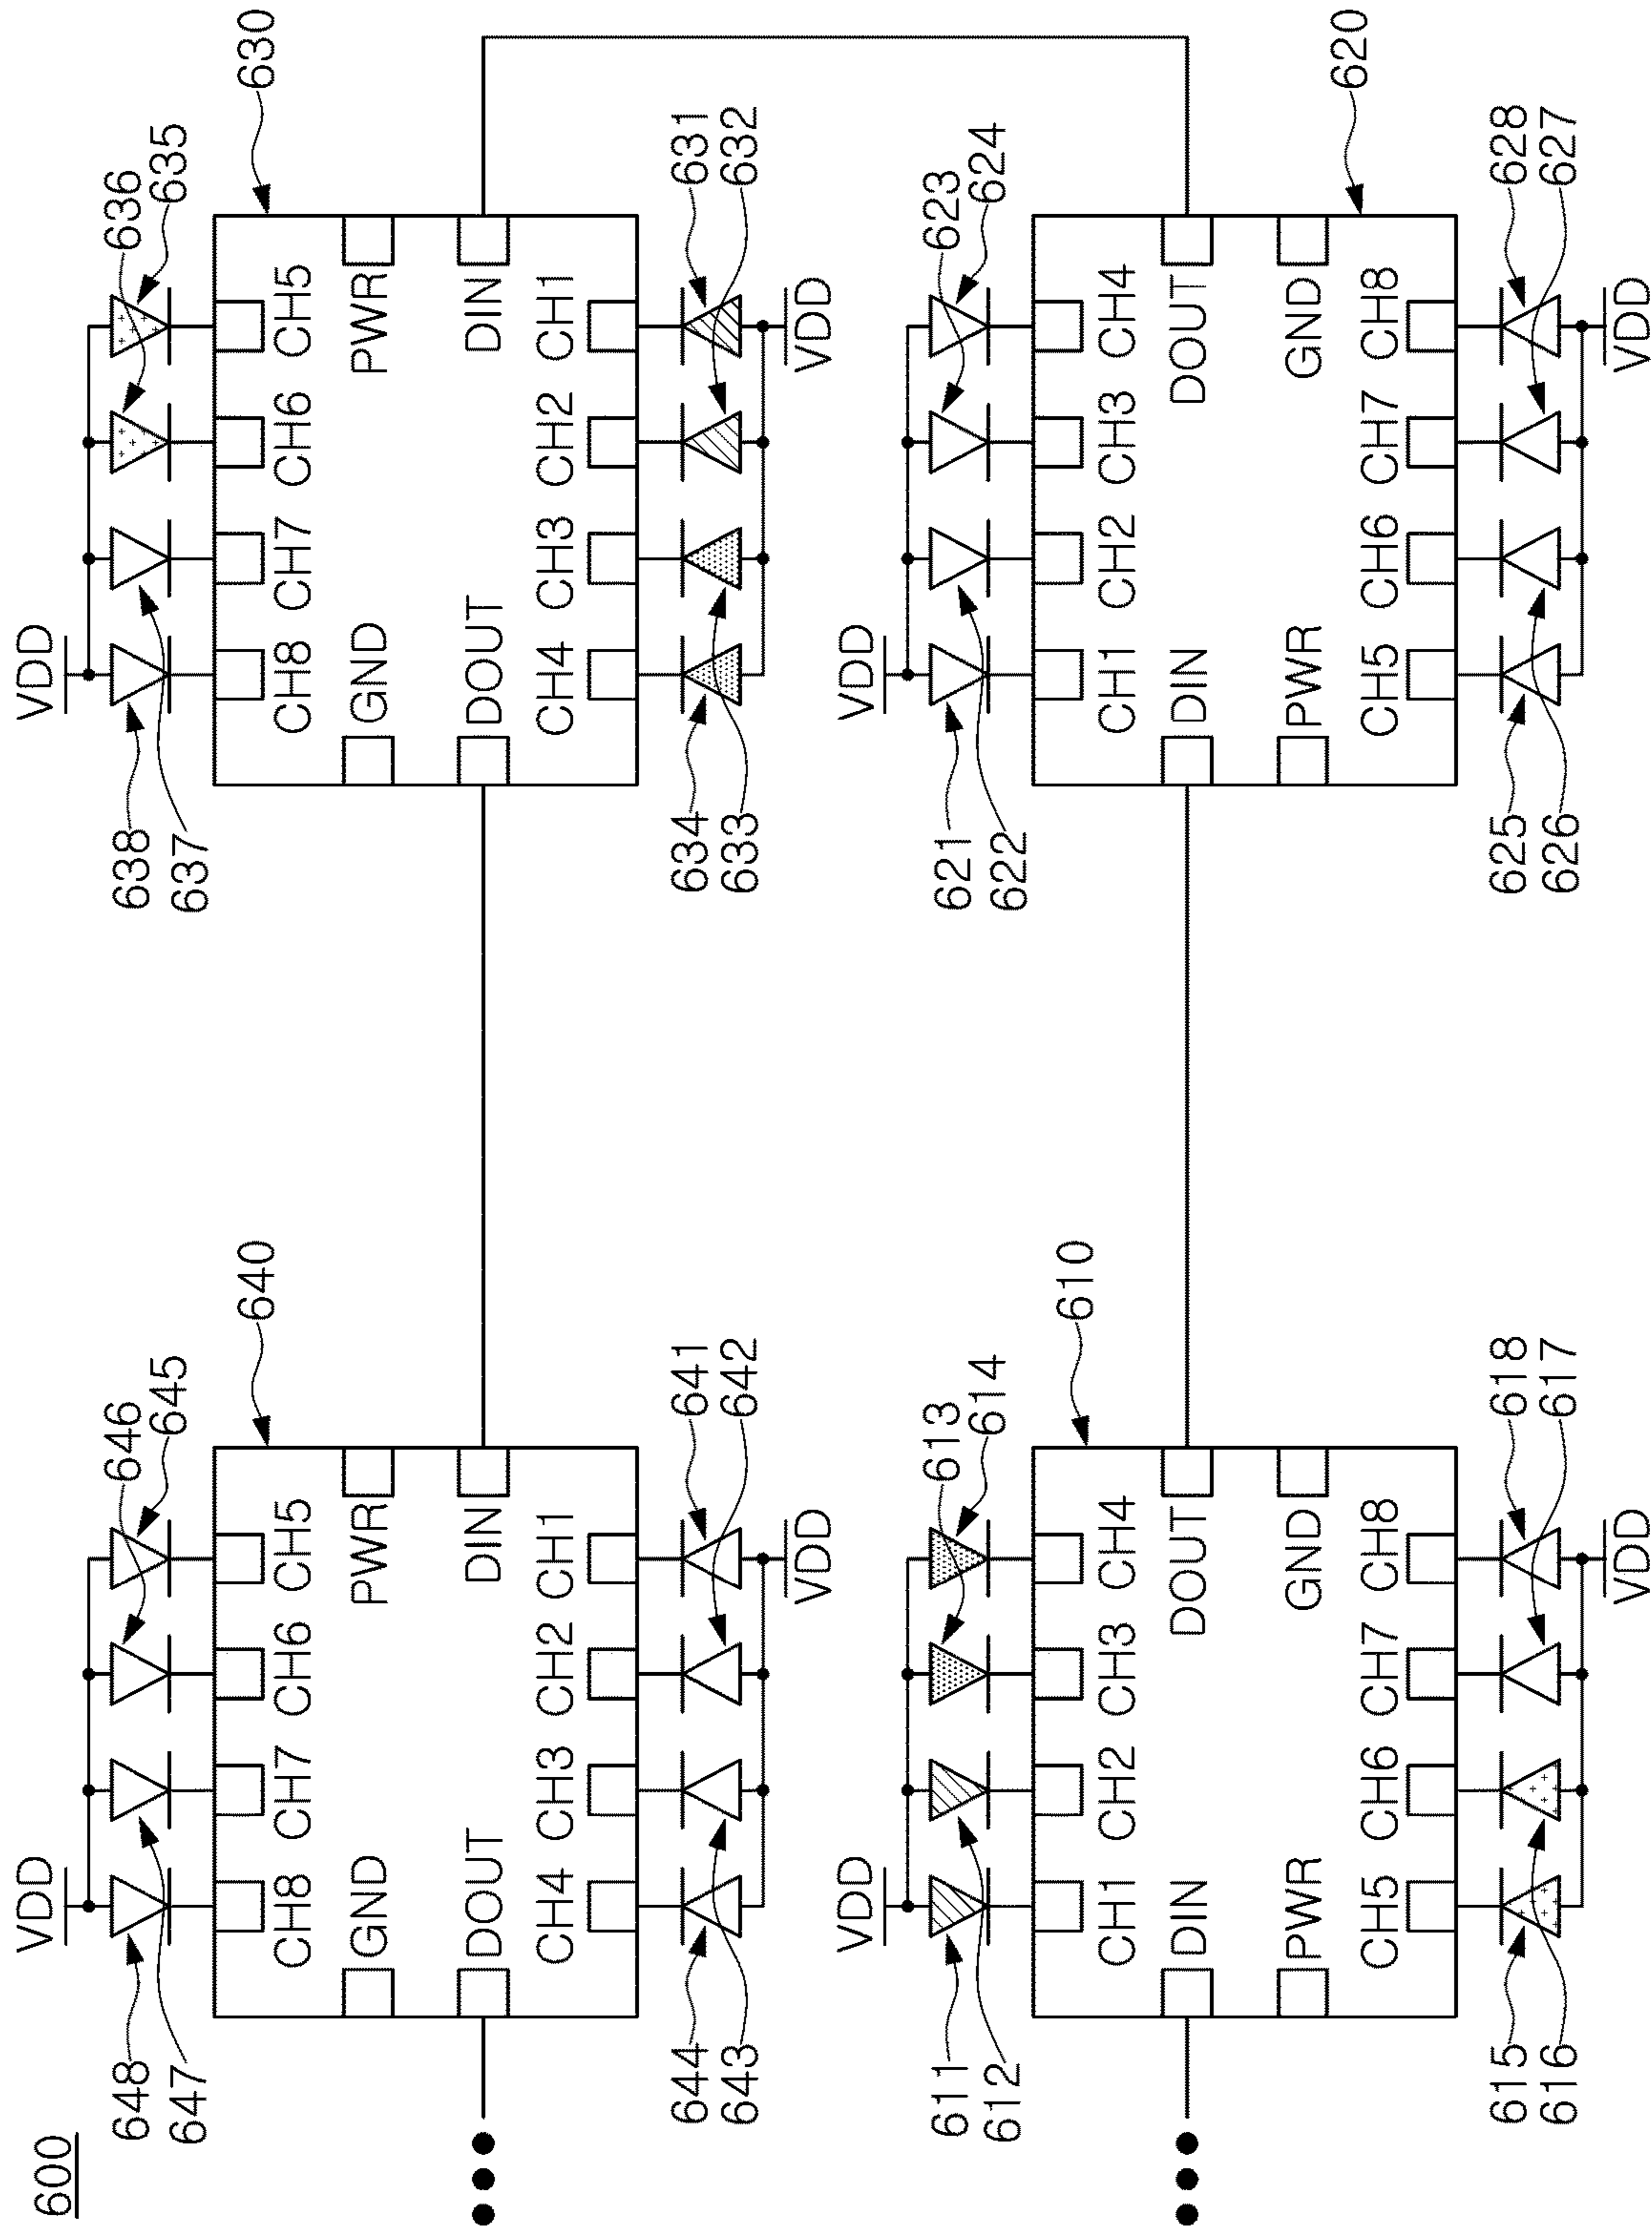 600
VDD
648
647
646
645
640
CH8
CH7
CH6
CH5
GND
PWR
DOUT
DIN
CH4
CH3
CH2
CH1
644
643
641
642
VDD
VDD
638
637
636
635
630
CH8
CH7
CH6
CH5
GND
PWR
DOUT
DIN
CH4
CH3
CH2
CH1
634
633
631
632
VDD
VDD
611
612
613
614
610
CH1
CH2
CH3
CH4
DIN
DOUT
PWR
GND
CH5
CH6
CH7
CH8
615
616
618
617
VDD
VDD
621
622
623
624
620
CH1
CH2
CH3
CH4
DIN
DOUT
PWR
GND
CH5
CH6
CH7
CH8
625
626
628
627
VDD